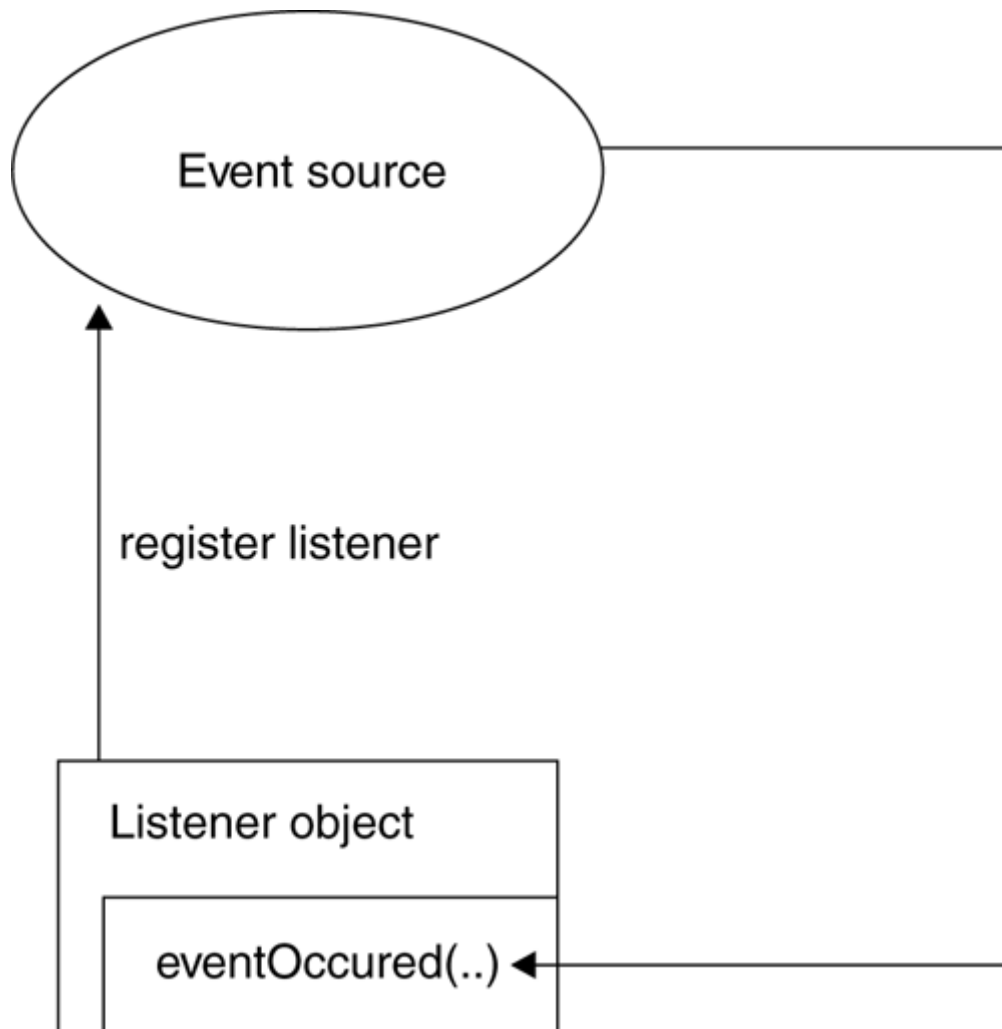 Event source
register listener
Listener object
eventOccured(..)